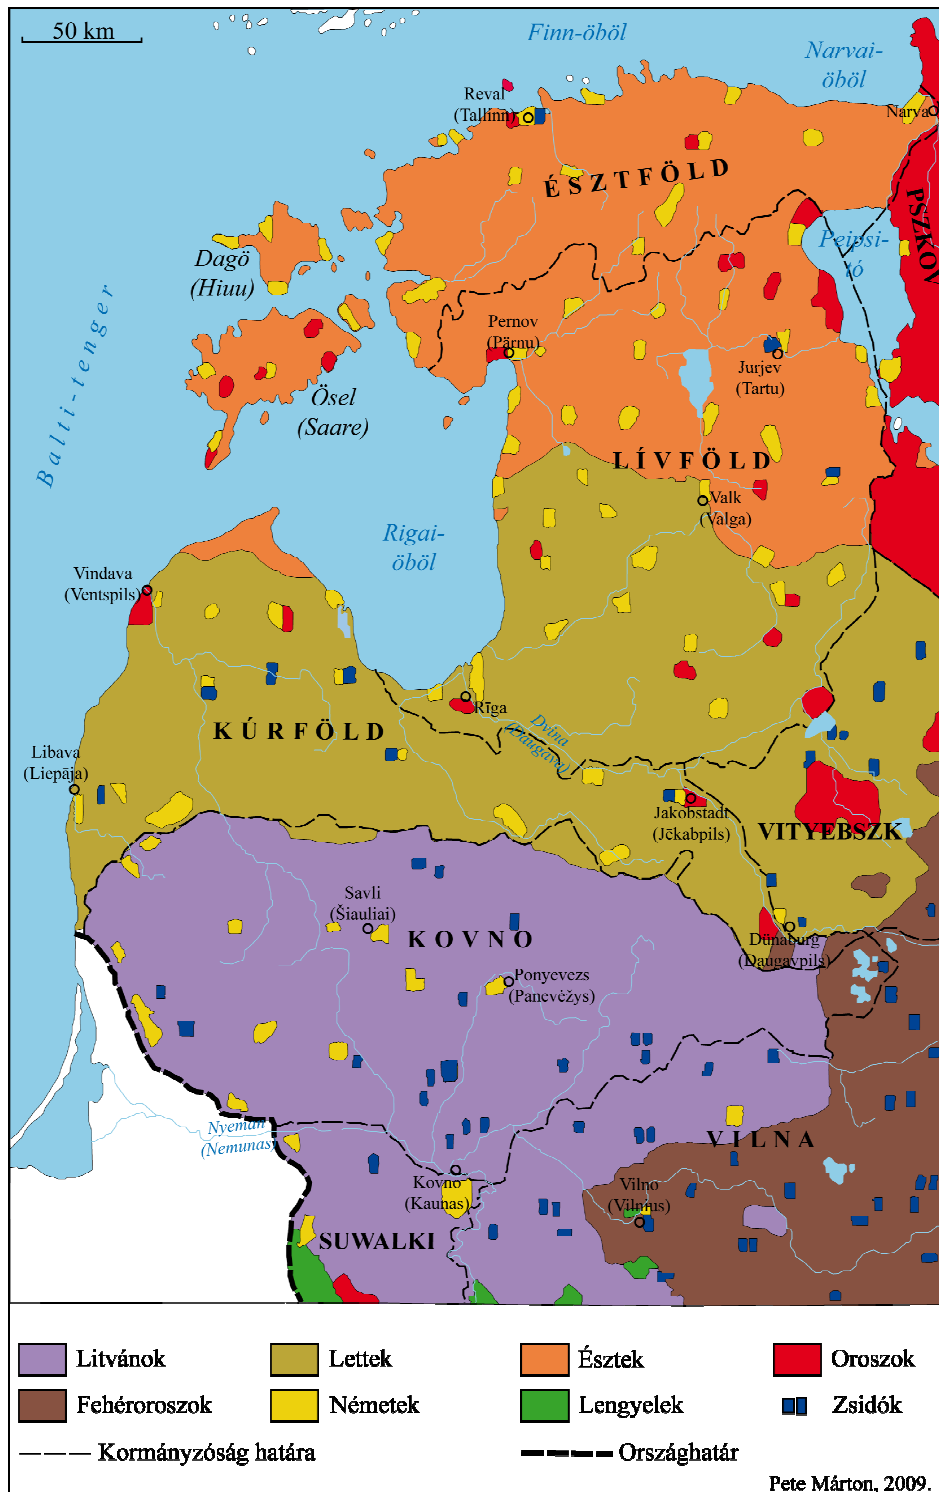 50 km
Finn-öböl
Narvai-
öböl
Reval
(Tallinn)
Narva
ÉSZTFÖLD
PSZKOV
Peipsi-
tó
Dagö
(Hiuu)
Balti-tenger
Pernov
(Pärnu)
Jurjev
(Tartu)
Ösel
(Saare)
LÍVFÖLD
Valk
(Valga)
Rigai-
öböl
Vindava
(Ventspils)
Rīga
KÚRFÖLD
Dvina
(Daugava)
Libava
(Liepāja)
Jakobstadt
(Jēkabpils)
VITYEBSZK
Savli
(Šiauliai)
KOVNO
Dünaburg
(Daugavpils)
Ponyevezs
(Panevėžys)
Nyeman
(Nemunas)
VILNA
Kovno
(Kaunas)
Vilno
(Vilnius)
SUWALKI
Litvánok
Lettek
Észtek
Oroszok
Fehéroroszok
Németek
Lengyelek
Zsidók
Kormányzóság határa
Országhatár
Pete Márton, 2009.